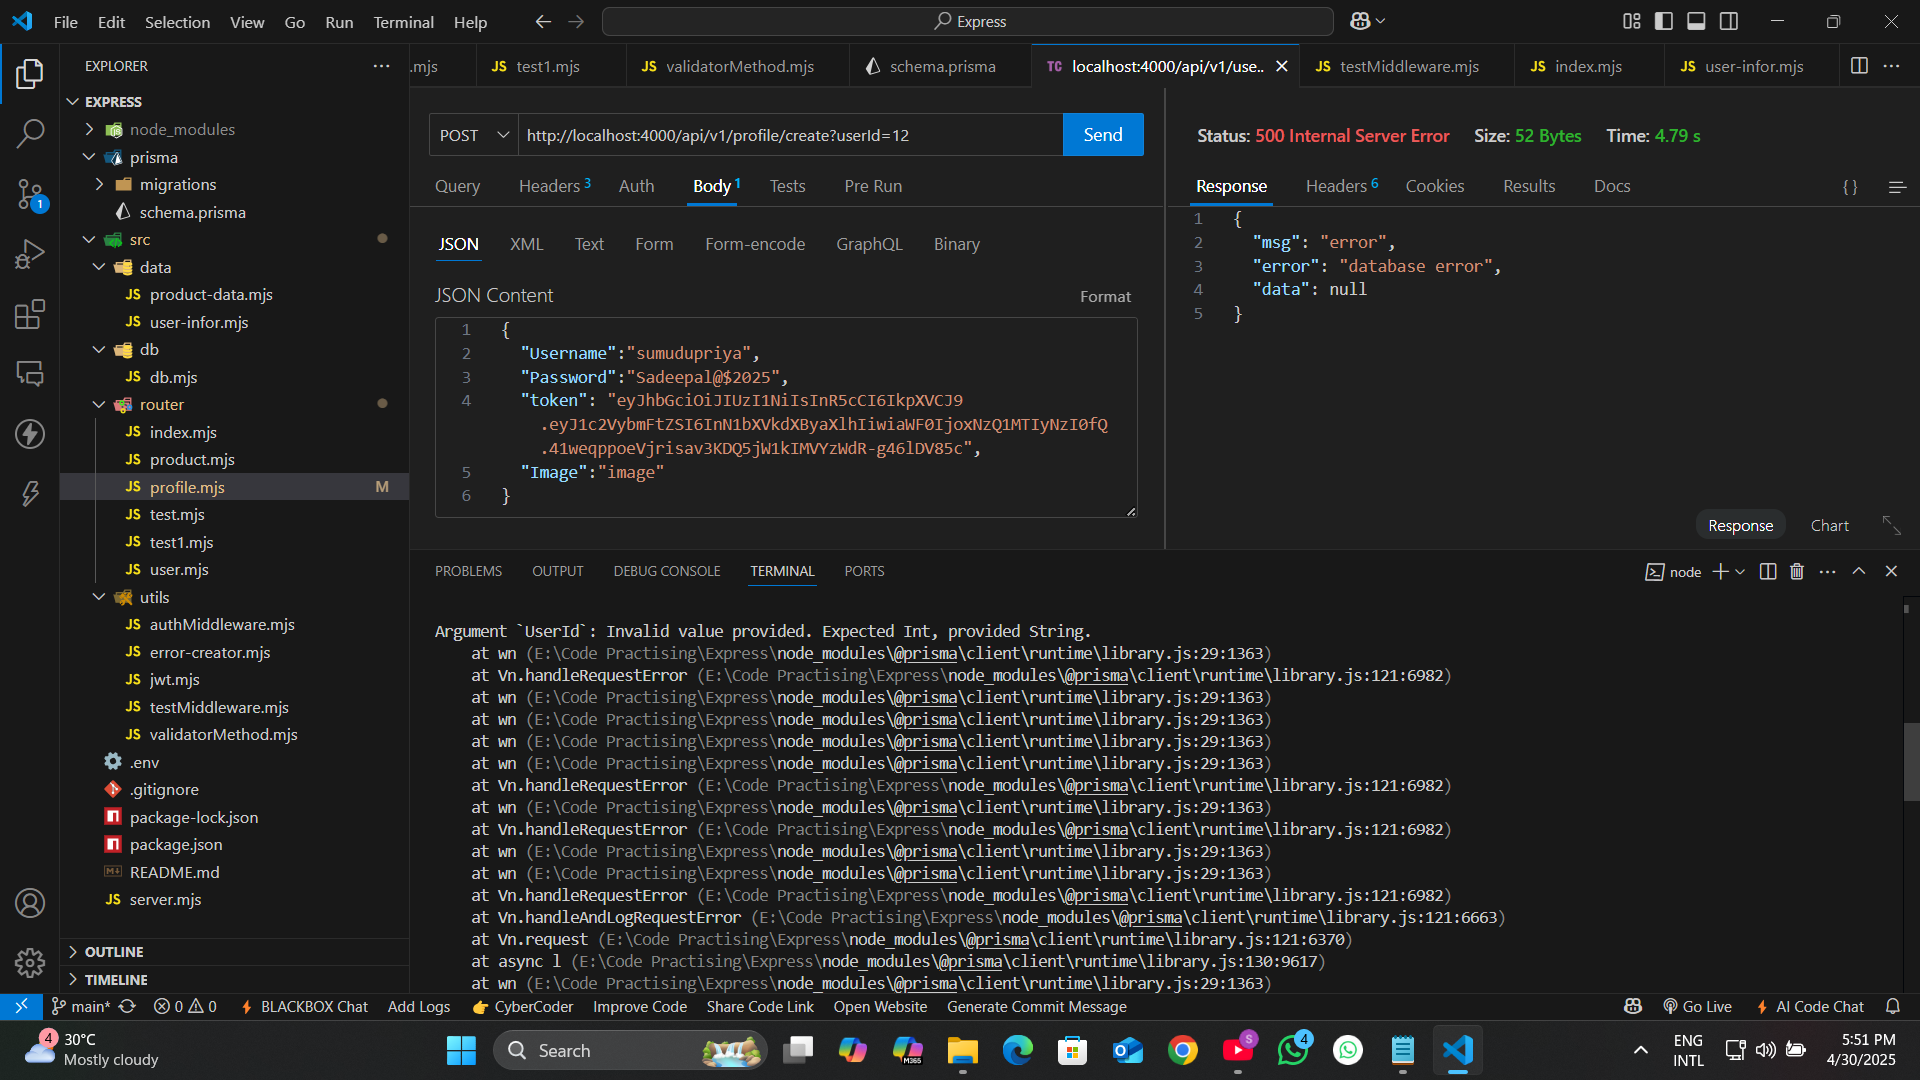 File Edit Selection View Go Run Terminal Help
Express
EXPLORER
.mjs
JS test1.mjs
JS validatorMethod.mjs
schema.prisma
TC localhost:4000/api/v1/use..
JS testMiddleware.mjs
JS index.mjs
JS user-infor.mjs
EXPRESS
node_modules
prisma
migrations
schema.prisma
src
data
JS product-data.mjs
JS user-infor.mjs
db
JS db.mjs
router
JS index.mjs
JS product.mjs
JS profile.mjs M
JS test.mjs
JS test1.mjs
JS user.mjs
utils
JS authMiddleware.mjs
JS error-creator.mjs
JS jwt.mjs
JS testMiddleware.mjs
JS validatorMethod.mjs
.env
.gitignore
package-lock.json
package.json
README.md
JS server.mjs
OUTLINE
TIMELINE
1
POST http://localhost:4000/api/v1/profile/create?userId=12 Send
Query Headers 3 Auth Body 1 Tests Pre Run
JSON XML Text Form Form-encode GraphQL Binary
JSON Content Format
1 {
2 "Username":"sumudupriya",
3 "Password":"Sadeepal@$2025",
4 "token": "eyJhbGciOiJIUzI1NiIsInR5cCI6IkpXVCJ9
.eyJ1c2VybmFtZSI6InN1bXVkdXByaXlhIiwiaWF0IjoxNzQ1MTIyNzI0fQ
.41weqppoeVjrisav3KDQ5jW1kIMVYzWdR-g46lDV85c",
5 "Image":"image"
6 }
Status: 500 Internal Server Error Size: 52 Bytes Time: 4.79 s
Response Headers 6 Cookies Results Docs { }
1 {
2 "msg": "error",
3 "error": "database error",
4 "data": null
5 }
Response Chart
PROBLEMS OUTPUT DEBUG CONSOLE TERMINAL PORTS
node
Argument `UserId`: Invalid value provided. Expected Int, provided String.
at wn (E:\Code Practising\Express\node_modules\@prisma\client\runtime\library.js:29:1363)
at Vn.handleRequestError (E:\Code Practising\Express\node_modules\@prisma\client\runtime\library.js:121:6982)
at wn (E:\Code Practising\Express\node_modules\@prisma\client\runtime\library.js:29:1363)
at wn (E:\Code Practising\Express\node_modules\@prisma\client\runtime\library.js:29:1363)
at wn (E:\Code Practising\Express\node_modules\@prisma\client\runtime\library.js:29:1363)
at wn (E:\Code Practising\Express\node_modules\@prisma\client\runtime\library.js:29:1363)
at Vn.handleRequestError (E:\Code Practising\Express\node_modules\@prisma\client\runtime\library.js:121:6982)
at wn (E:\Code Practising\Express\node_modules\@prisma\client\runtime\library.js:29:1363)
at Vn.handleRequestError (E:\Code Practising\Express\node_modules\@prisma\client\runtime\library.js:121:6982)
at wn (E:\Code Practising\Express\node_modules\@prisma\client\runtime\library.js:29:1363)
at wn (E:\Code Practising\Express\node_modules\@prisma\client\runtime\library.js:29:1363)
at Vn.handleRequestError (E:\Code Practising\Express\node_modules\@prisma\client\runtime\library.js:121:6982)
at Vn.handleAndLogRequestError (E:\Code Practising\Express\node_modules\@prisma\client\runtime\library.js:121:6663)
at Vn.request (E:\Code Practising\Express\node_modules\@prisma\client\runtime\library.js:121:6370)
at async l (E:\Code Practising\Express\node_modules\@prisma\client\runtime\library.js:130:9617)
at wn (E:\Code Practising\Express\node_modules\@prisma\client\runtime\library.js:29:1363)
main* 0 0 BLACKBOX Chat Add Logs CyberCoder Improve Code Share Code Link Open Website Generate Commit Message Go Live AI Code Chat
4 30°C
Mostly cloudy
Search
M365
S
4
ENG
INTL
5:51 PM
4/30/2025